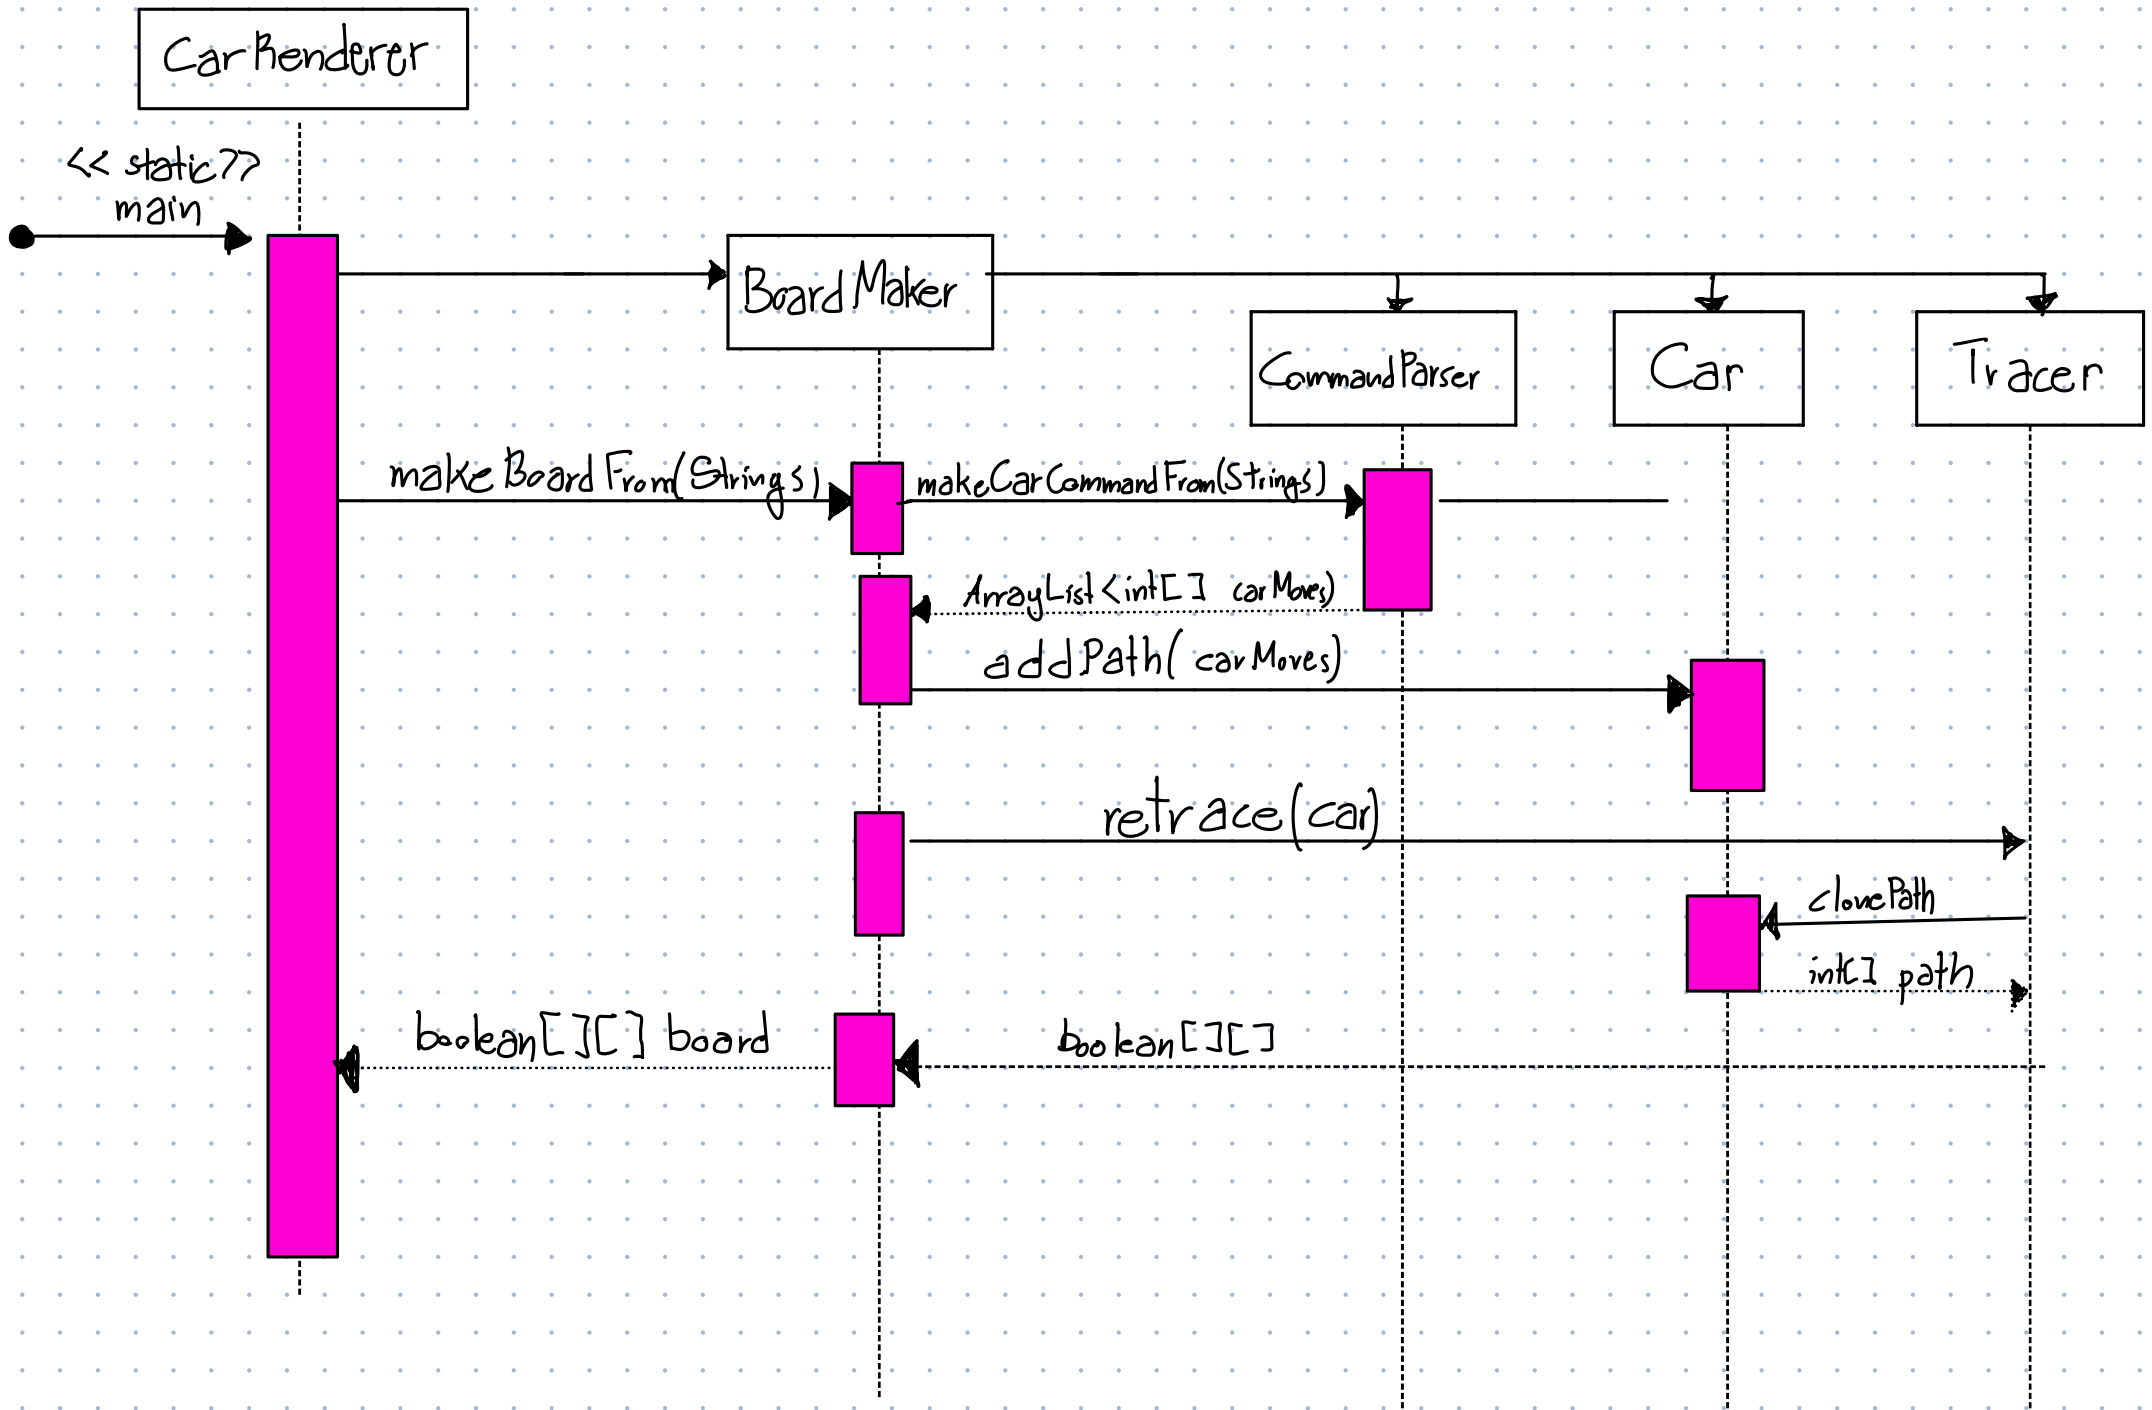 CarRenderer
<< static >>
main
BoardMaker
CommandParser
Car
Tracer
makeBoardFrom(Strings)
makeCarCommandFrom(Strings)
ArrayList<int[] carMoves)
addPath( carMoves)
retrace(car)
clonePath
int[] path
boolean[][] board
boolean[][]